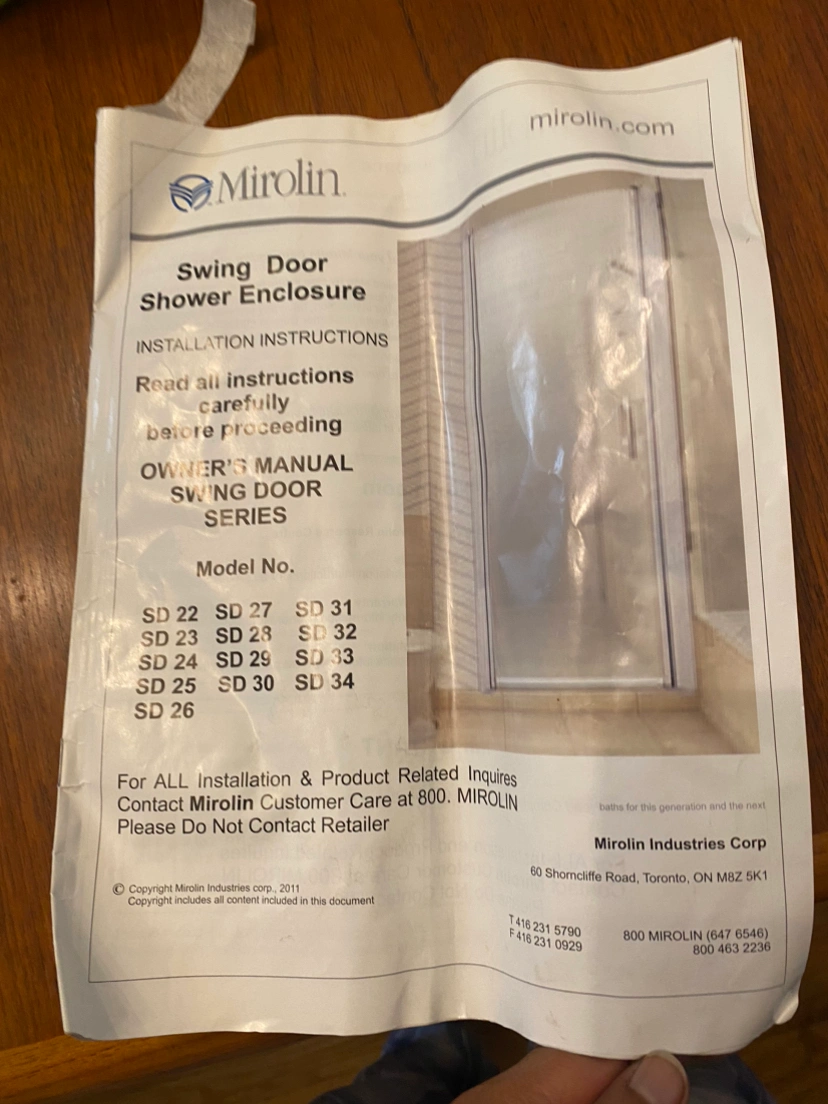 mirolin.com
Mirolin
Swing Door
Shower Enclosure
INSTALLATION INSTRUCTIONS
Read all instructions
carefully
before proceeding
OWNER'S MANUAL
SWING DOOR
SERIES
Model No.
SD 22 SD 27 SD 31
SD 23 SD 28 SD 32
SD 24 SD 29 SD 33
SD 25 SD 30 SD 34
SD 26
For ALL Installation & Product Related Inquires
Contact Mirolin Customer Care at 800. MIROLIN
Please Do Not Contact Retailer
baths for this generation and the next
Mirolin Industries Corp
60 Shorncliffe Road, Toronto, ON M8Z 5K1
© Copyright Mirolin Industries corp., 2011
Copyright includes all content included in this document
T 416 231 5790
F 416 231 0929
800 MIROLIN (647 6546)
800 463 2236